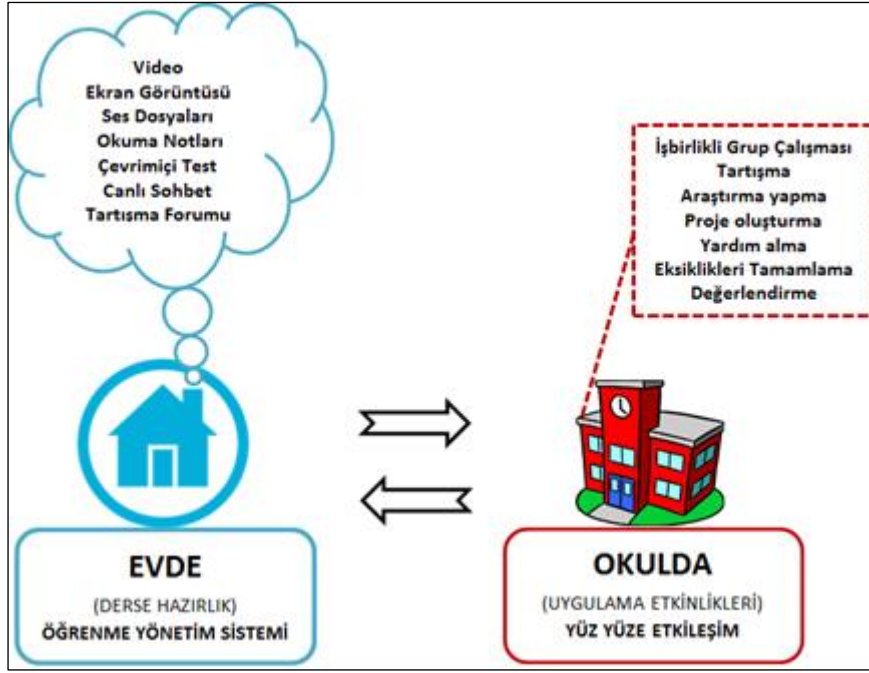 Video
Ekran Görüntüsü
Ses Dosyaları
Okuma Notları
Çevrimiçi Test
Canlı Sohbet
Tartışma Forumu
İşbirlikli Grup Çalışması
Tartışma
Araştırma yapma
Proje oluşturma
Yardım alma
Eksiklikleri Tamamlama
Değerlendirme
EVDE
(DERSE HAZIRLIK)
ÖĞRENME YÖNETİM SİSTEMİ
OKULDA
(UYGULAMA ETKİNLİKLERİ)
YÜZ YÜZE ETKİLEŞİM